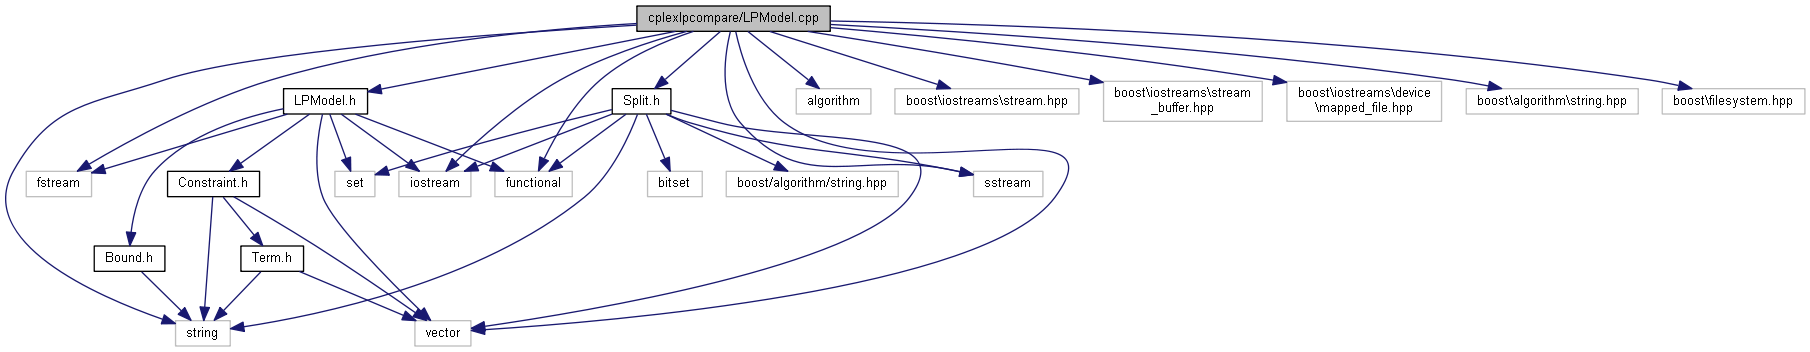 cplexlpcompare/LPModel.cpp
LPModel.h
Split.h
algorithm
boost\iostreams\stream.hpp
boost\iostreams\stream
_buffer.hpp
boost\iostreams\device
\mapped_file.hpp
boost\algorithm\string.hpp
boost\filesystem.hpp
fstream
Constraint.h
set
iostream
functional
bitset
boost/algorithm/string.hpp
sstream
Bound.h
Term.h
string
vector